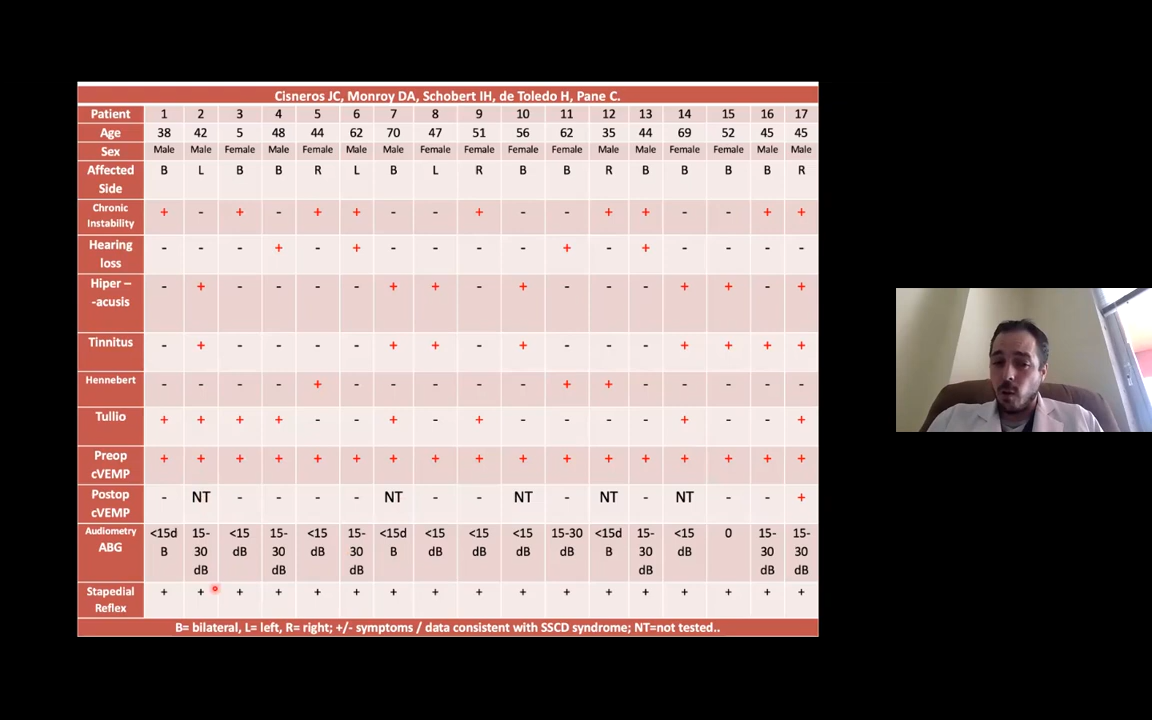 Cisneros JC, Monroy DA, Schobert IH, de Toledo H, Pane C.
Patient 1 2 3 4 5 6 7 8 9 10 11 12 13 14 15 16 17
Age 38 42 5 48 44 62 70 47 51 56 62 35 44 69 52 45 45
Sex Male Male Female Male Female Male Male Female Male Female Female Male Male Female Female Male Male
Affected B L B B R L B L R B B R B B B B R
Side
Chronic + - + - + + - - + - - + + - - + +
Instability
Hearing - - - + - + - - - - + - + - - - -
loss
Hiper – - + - - - - + + - + - - - + + - +
-acusis
Tinnitus - + - - - - + + - + - - - + + + +
Hennebert - - - - + - - - - - + + - - - - -
Tullio + + + + - - + - + - - - - + - - +
Preop + + + + + + + + + + + + + + + + +
cVEMP
Postop - NT - - - - NT - - NT - NT - NT - - +
cVEMP
Audiometry <15d 15- <15 15- <15 15- <15d <15 <15 <15 15-30 <15d 15- <15 0 15- 15-
ABG B 30 dB 30 dB 30 B dB dB dB dB B 30 dB 30 30
dB dB dB dB dB dB
Stapedial + + + + + + + + + + + + + + + + +
Reflex
B= bilateral, L= left, R= right; +/- symptoms / data consistent with SSCD syndrome; NT=not tested..